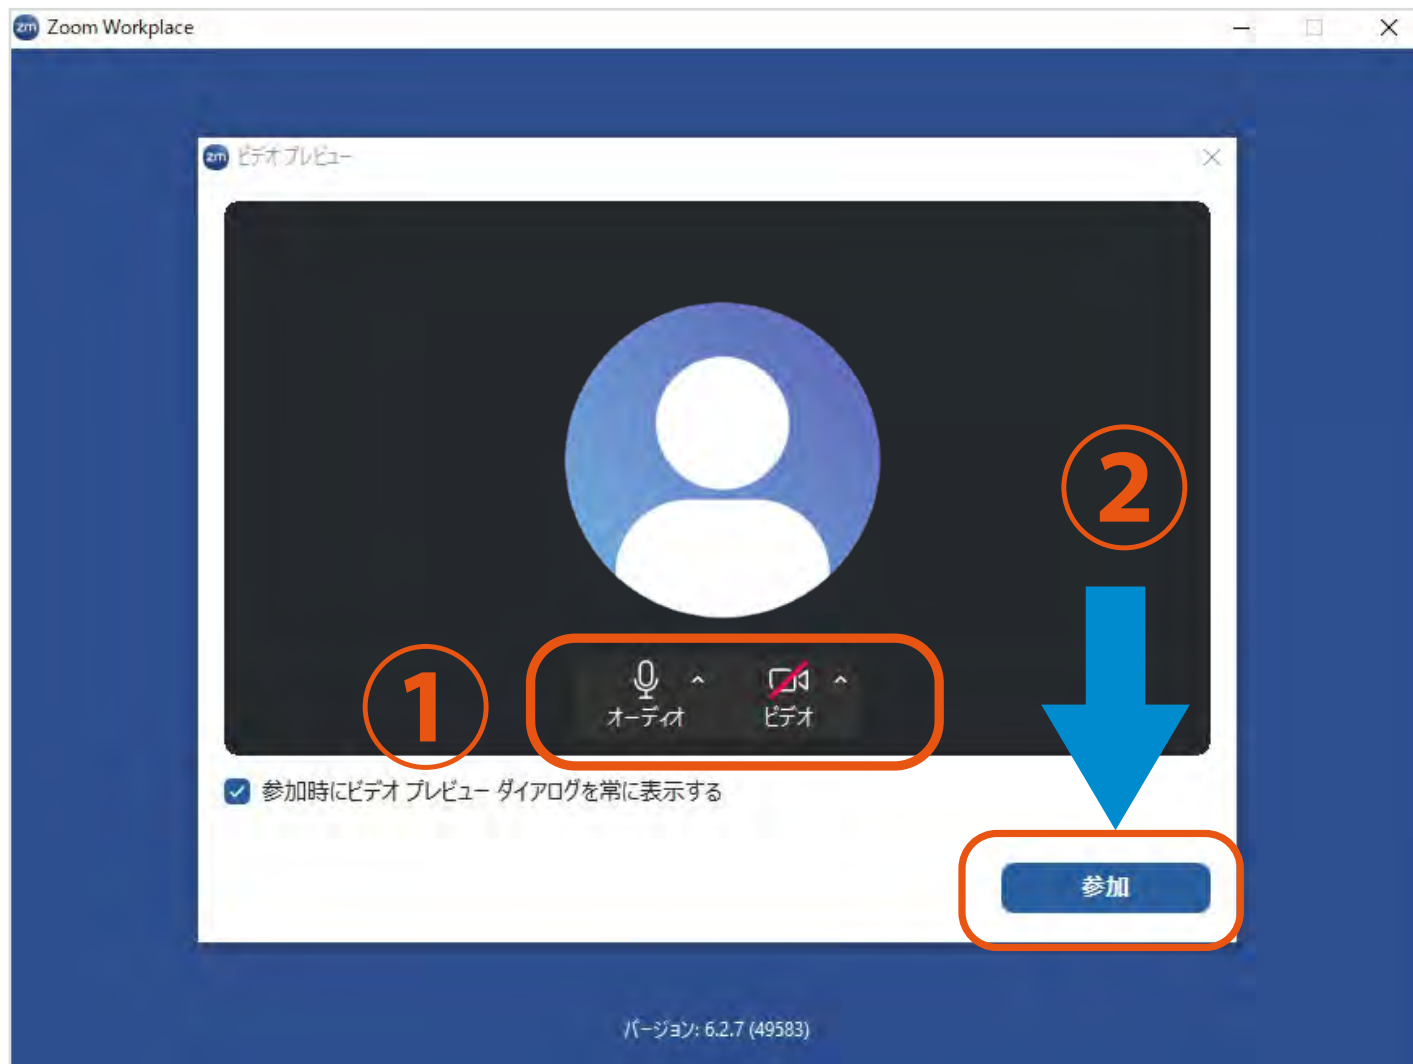 zm Zoom Workplace
zm ビデオ プレビュー
②
①
オーディオ ビデオ
参加時にビデオ プレビュー ダイアログを常に表示する
参加
バージョン: 6.2.7 (49583)